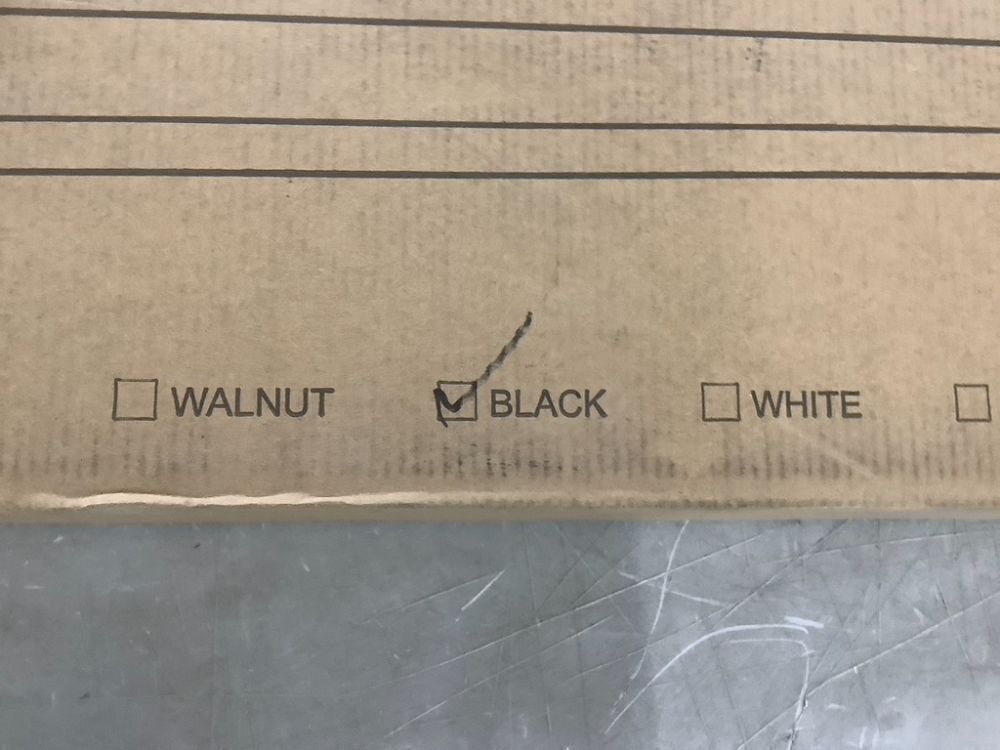 ☐ WALNUT ☑ BLACK ☐ WHITE ☐